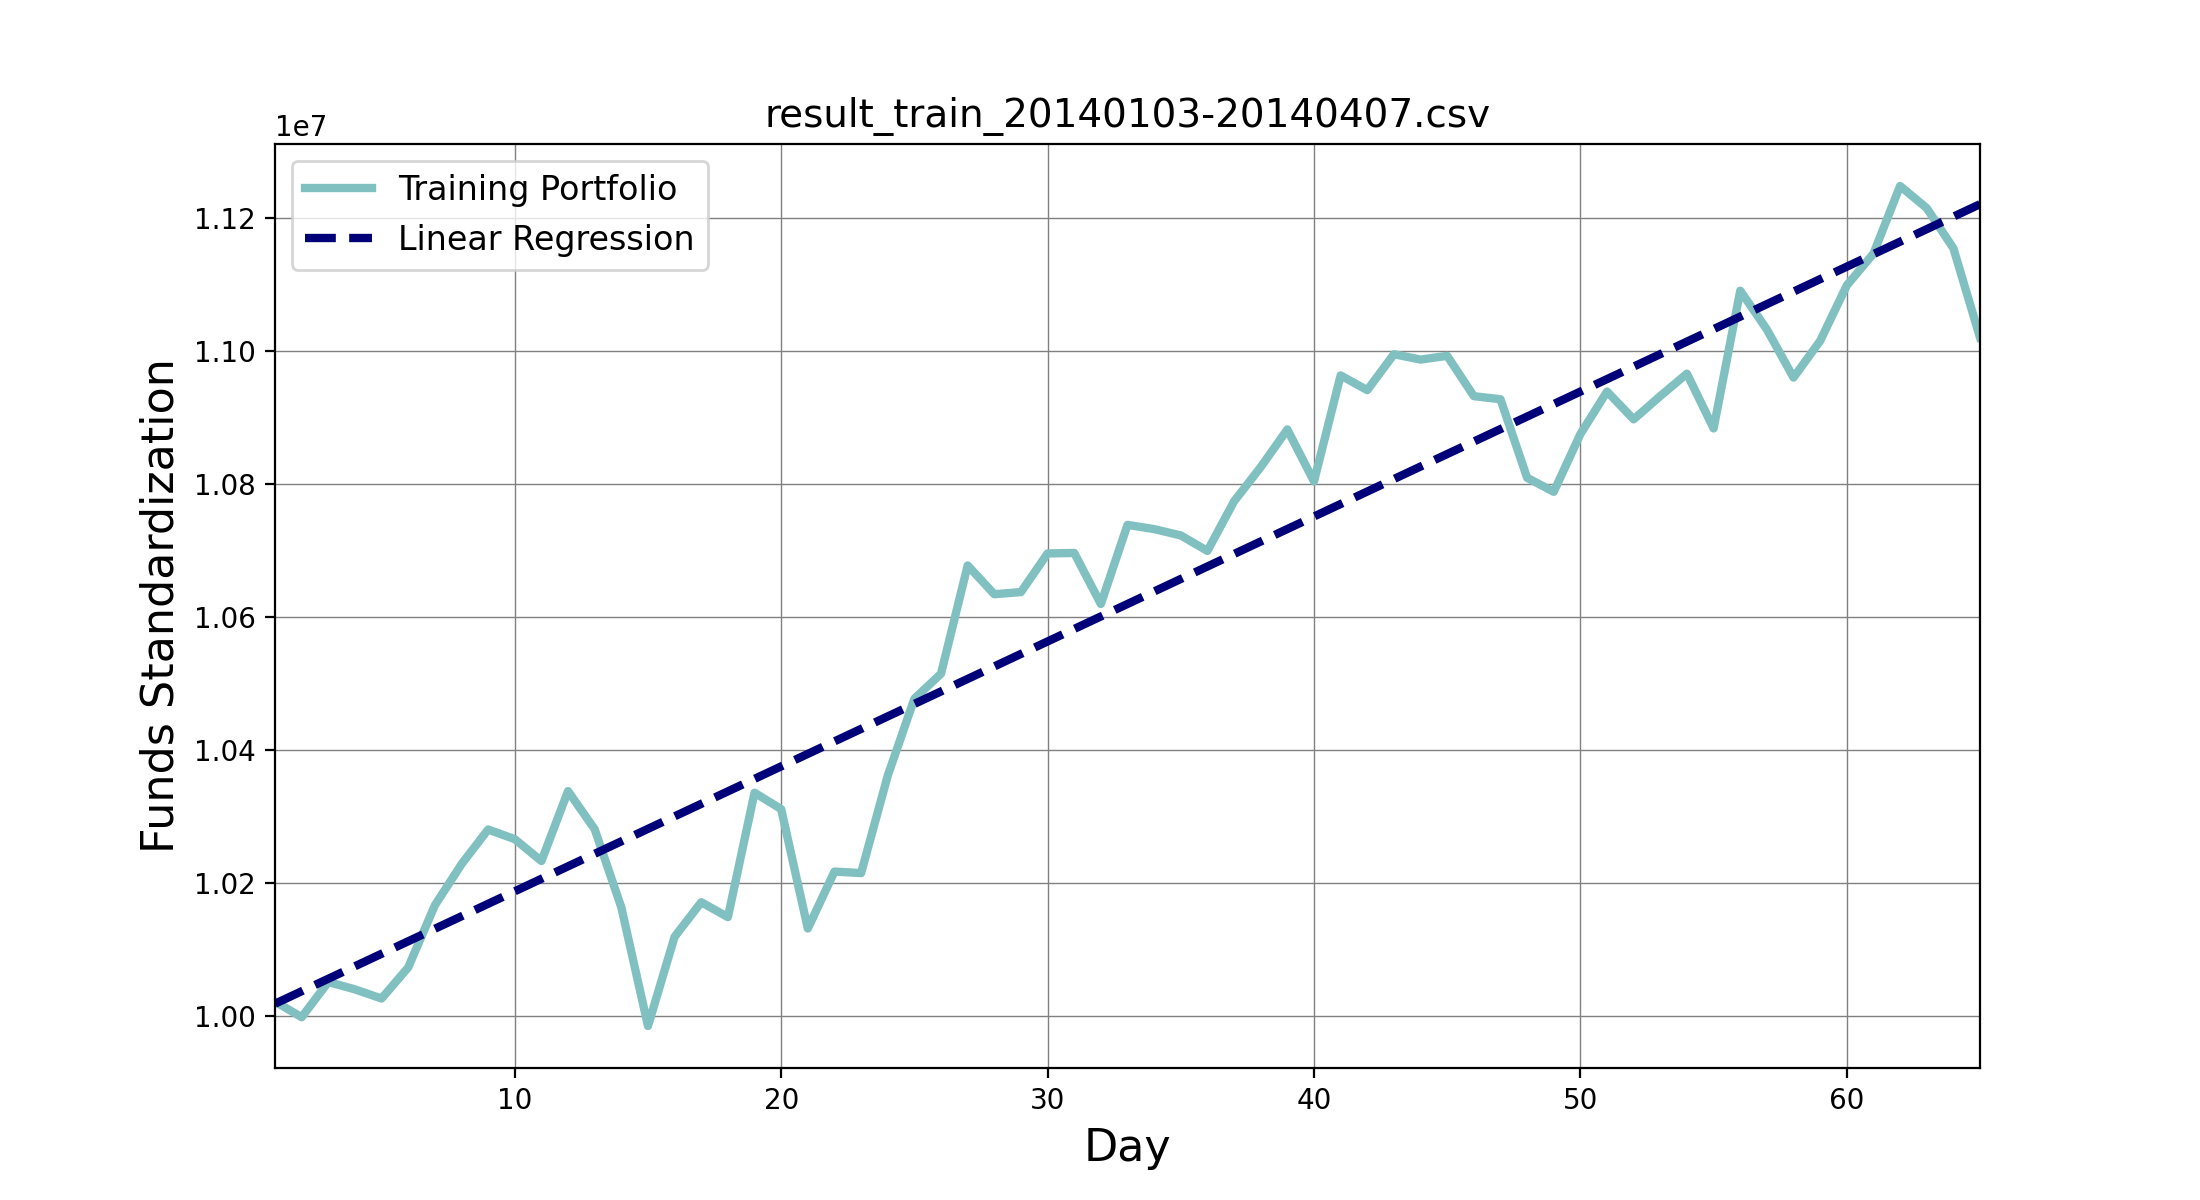 result_train_20140103-20140407.csv
1e7
Training Portfolio
Linear Regression
1.12
1.10
1.08
1.06
1.04
1.02
1.00
Funds Standardization
10 20 30 40 50 60
Day